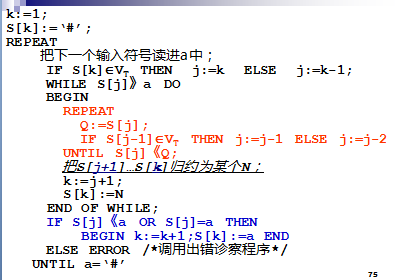 k:=1;
S[k]:=‘#’;
REPEAT
把下一个输入符号读进a中；
IF S[k]∈VT THEN j:=k ELSE j:=k-1;
WHILE S[j]》a DO
BEGIN
REPEAT
Q:=S[j];
IF S[j-1]∈VT THEN j:=j-1 ELSE j:=j-2
UNTIL S[j]《Q;
把S[j+1]…S[k]归约为某个N；
k:=j+1;
S[k]:=N
END OF WHILE;
IF S[j]《a OR S[j]=a THEN
BEGIN k:=k+1;S[k]:=a END
ELSE ERROR /*调用出错诊察程序*/
UNTIL a=‘#’
75